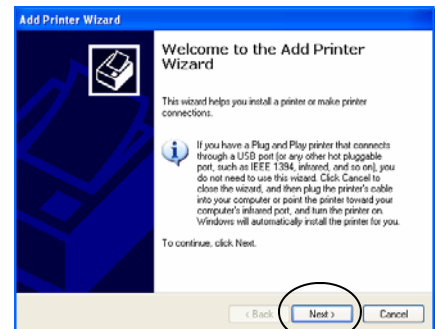 Add Printer Wizard
Welcome to the Add Printer
Wizard
This wizard helps you install a printer or make printer
connections.
If you have a Plug and Play printer that connects
through a USB port (or any other hot pluggable
port, such as IEEE 1394, infrared, and so on), you
do not need to use this wizard. Click Cancel to
close the wizard, and then plug the printer's cable
into your computer or point the printer toward your
computer's infrared port, and turn the printer on.
Windows will automatically install the printer for you.
To continue, click Next.
< Back
Next >
Cancel